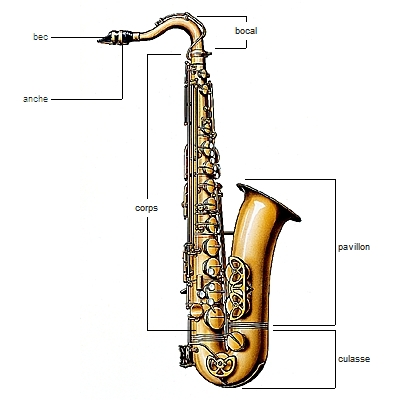 bocal
bec
anche
corps
pavillon
culasse